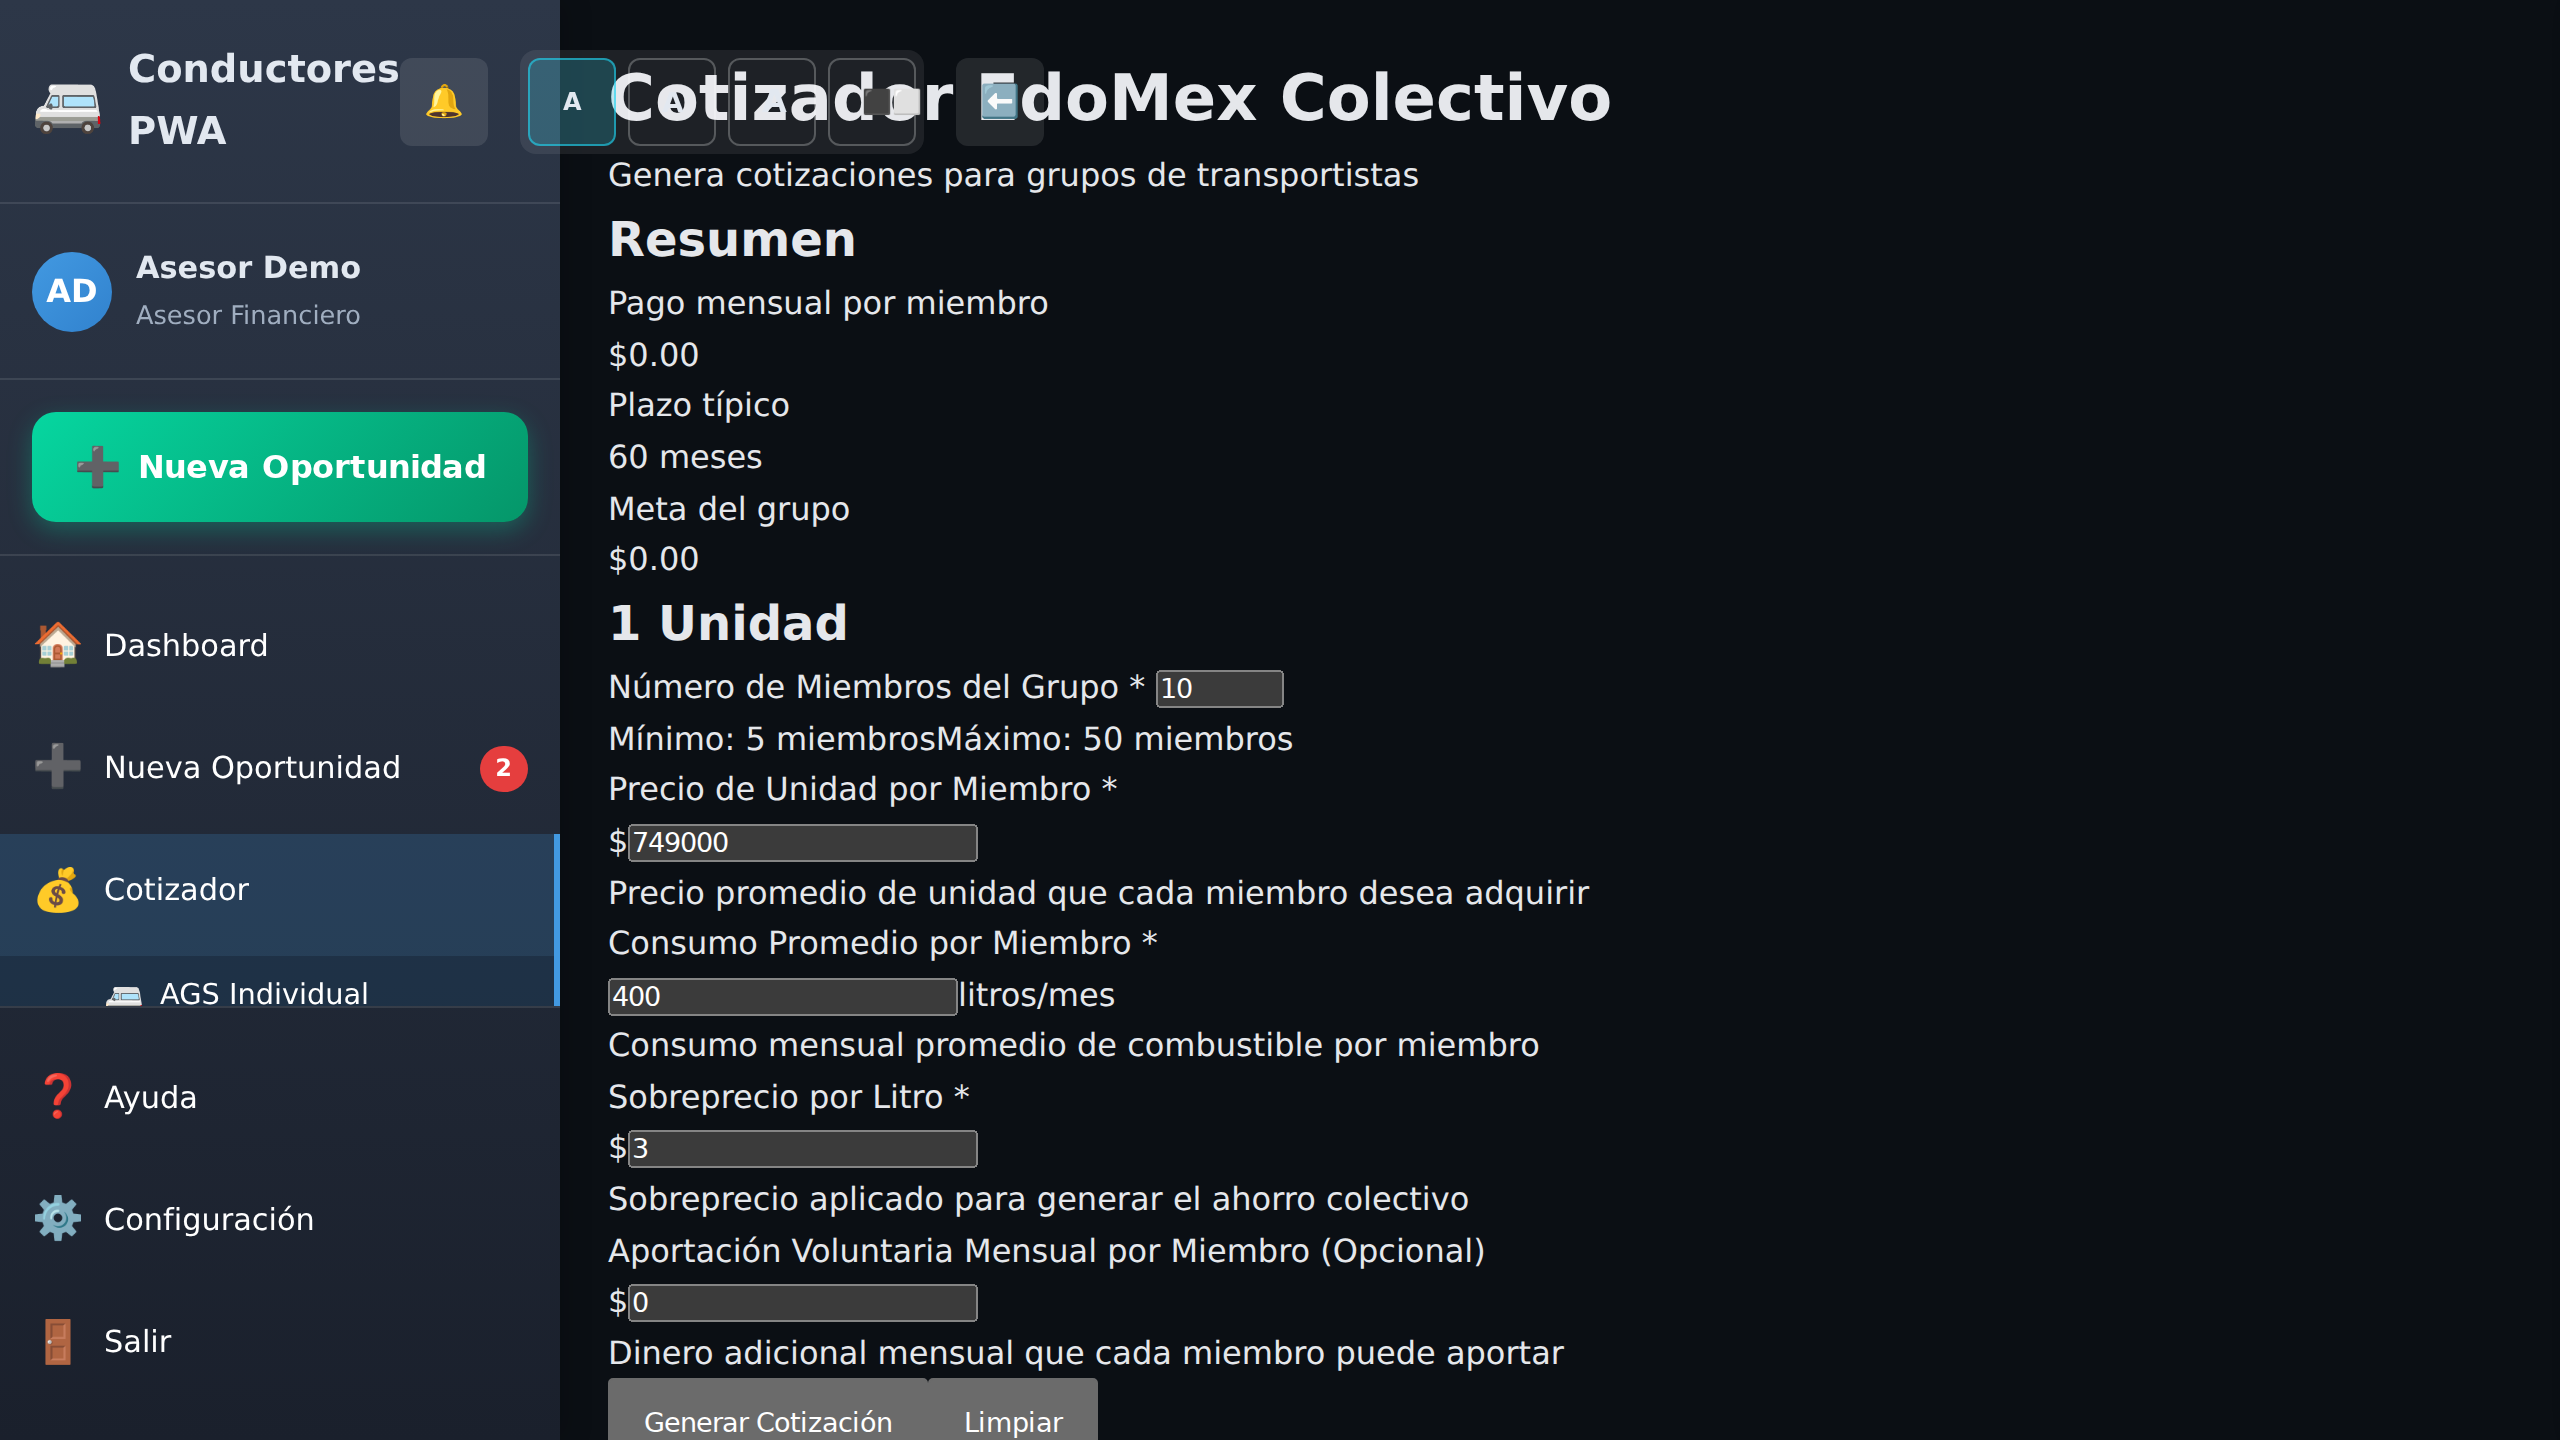 Conductores
PWA
Asesor Demo
AD
Asesor Financiero
Nueva Oportunidad
Dashboard
Nueva Oportunidad
2
Cotizador
AGS Individual
Ayuda
Configuración
Salir
A
A
A
Cotizador EdoMex Colectivo
Genera cotizaciones para grupos de transportistas
Resumen
Pago mensual por miembro
$0.00
Plazo típico
60 meses
Meta del grupo
$0.00
1 Unidad
Número de Miembros del Grupo * 10
Mínimo: 5 miembrosMáximo: 50 miembros
Precio de Unidad por Miembro *
$749000
Precio promedio de unidad que cada miembro desea adquirir
Consumo Promedio por Miembro *
400 litros/mes
Consumo mensual promedio de combustible por miembro
Sobreprecio por Litro *
$3
Sobreprecio aplicado para generar el ahorro colectivo
Aportación Voluntaria Mensual por Miembro (Opcional)
$0
Dinero adicional mensual que cada miembro puede aportar
Generar Cotización
Limpiar